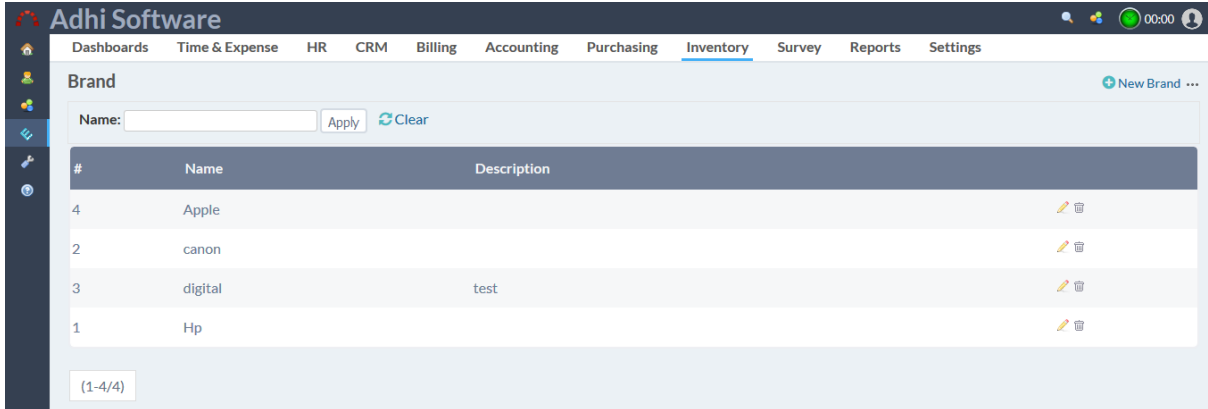 Adhi Software
00:00
Dashboards Time & Expense HR CRM Billing Accounting Purchasing Inventory Survey Reports Settings
Brand
New Brand ...
Name: Apply Clear
# Name Description
4 Apple
2 canon
3 digital test
1 Hp
(1-4/4)